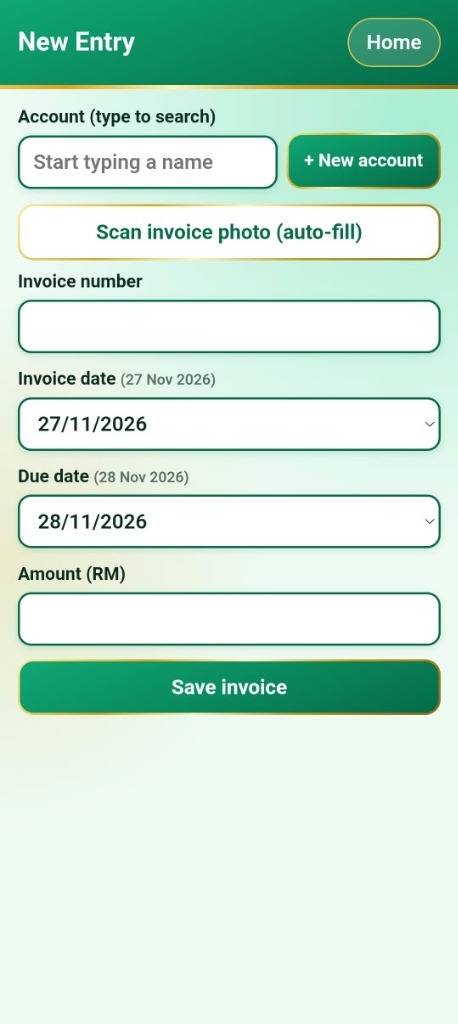 New Entry
Home
Account (type to search)
Start typing a name
+ New account
Scan invoice photo (auto-fill)
Invoice number
Invoice date (27 Nov 2026)
27/11/2026
Due date (28 Nov 2026)
28/11/2026
Amount (RM)
Save invoice